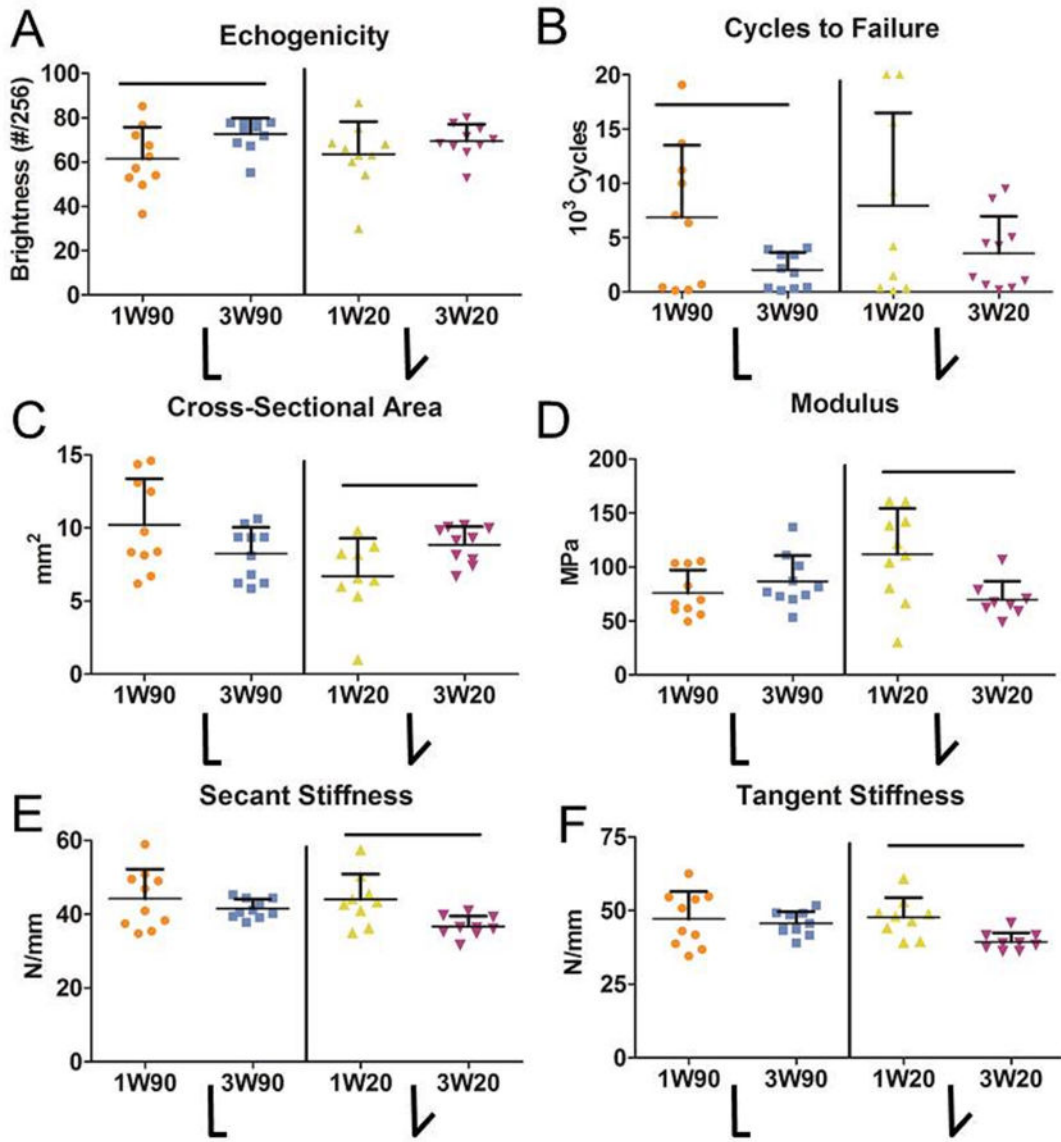 A
Echogenicity
Brightness (#/256)
100
80
60
40
20
0
1W90 3W90 1W20 3W20
B
Cycles to Failure
10³ Cycles
20
15
10
5
0
1W90 3W90 1W20 3W20
C
Cross-Sectional Area
mm²
15
10
5
0
1W90 3W90 1W20 3W20
D
Modulus
MPa
200
150
100
50
0
1W90 3W90 1W20 3W20
E
Secant Stiffness
N/mm
60
40
20
0
1W90 3W90 1W20 3W20
F
Tangent Stiffness
N/mm
75
50
25
0
1W90 3W90 1W20 3W20